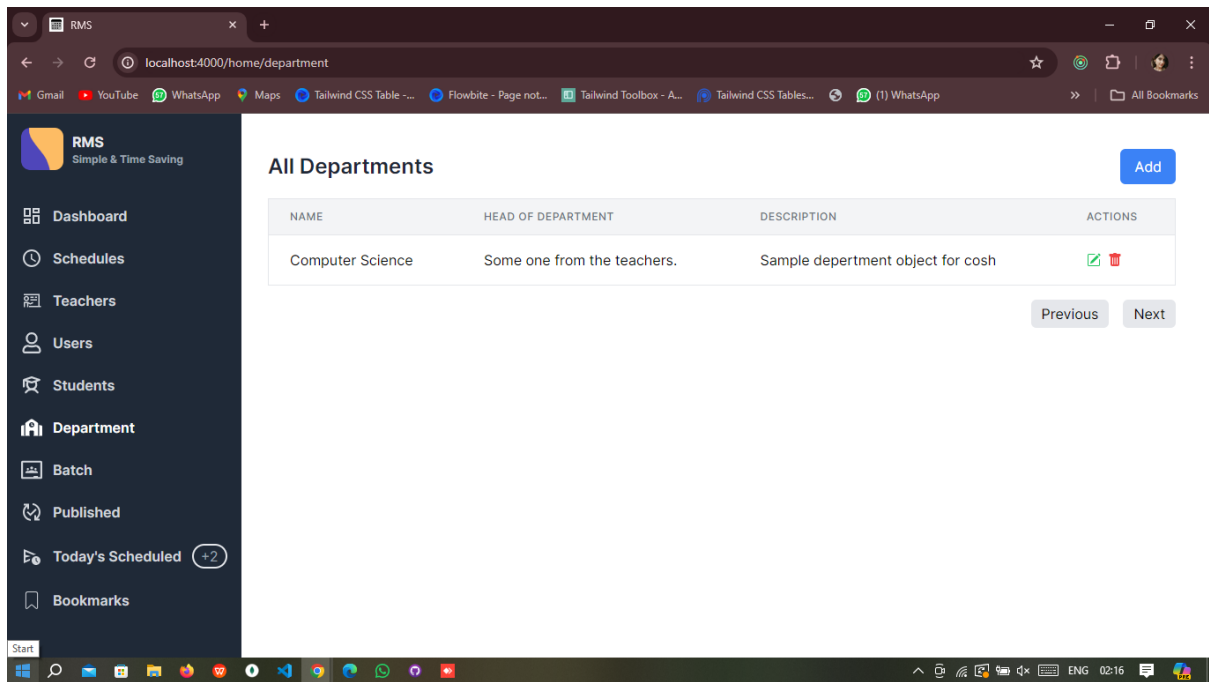 RMS
localhost:4000/home/department
Gmail YouTube WhatsApp Maps Tailwind CSS Table -... Flowbite - Page not... Tailwind Toolbox - A... Tailwind CSS Tables... (1) WhatsApp » All Bookmarks
RMS
Simple & Time Saving
Dashboard
Schedules
Teachers
Users
Students
Department
Batch
Published
Today's Scheduled +2
Bookmarks
All Departments
Add
NAME HEAD OF DEPARTMENT DESCRIPTION ACTIONS
Computer Science Some one from the teachers. Sample depertment object for cosh
Previous Next
Start
ENG 02:16
PRE